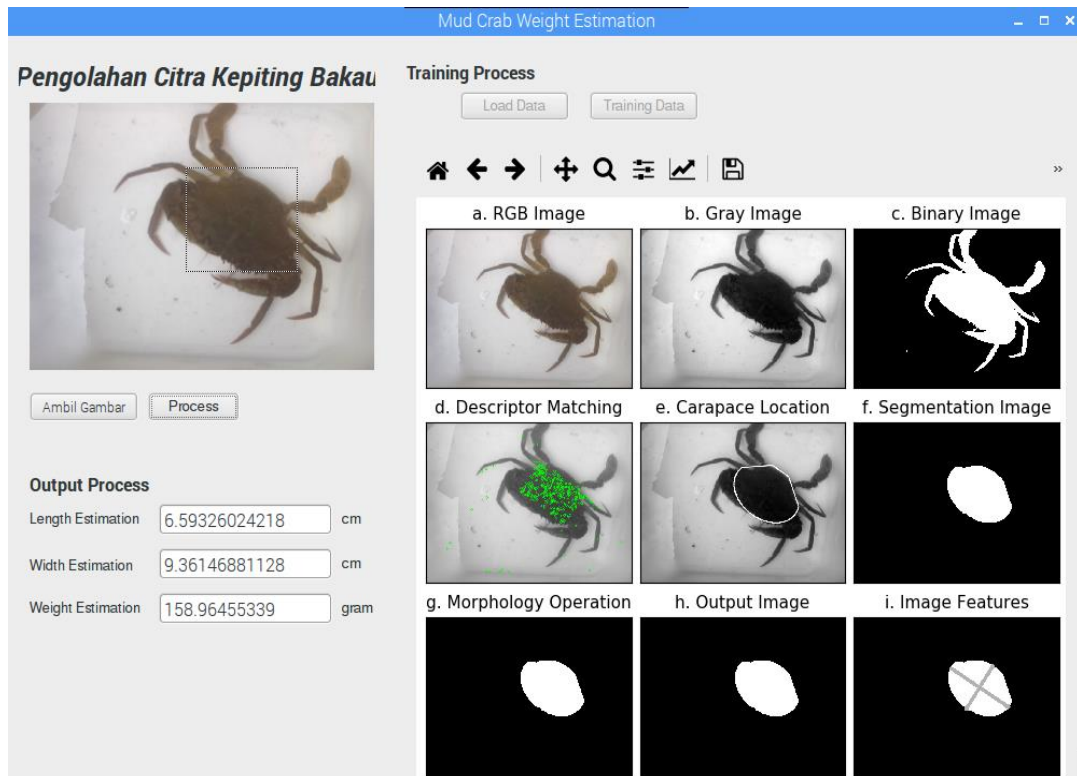 Mud Crab Weight Estimation
Pengolahan Citra Kepiting Bakau
Ambil Gambar
Process
Output Process
Length Estimation 6.59326024218 cm
Width Estimation 9.36146881128 cm
Weight Estimation 158.96455339 gram
Training Process
Load Data
Training Data
a. RGB Image
b. Gray Image
c. Binary Image
d. Descriptor Matching
e. Carapace Location
f. Segmentation Image
g. Morphology Operation
h. Output Image
i. Image Features